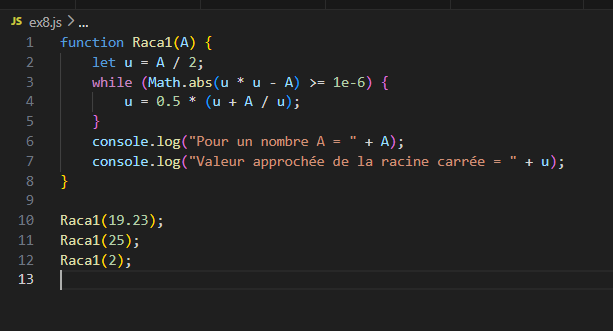 JS ex8.js > ...
1 function Raca1(A) {
2     let u = A / 2;
3     while (Math.abs(u * u - A) >= 1e-6) {
4         u = 0.5 * (u + A / u);
5     }
6     console.log("Pour un nombre A = " + A);
7     console.log("Valeur approchée de la racine carrée = " + u);
8 }
9
10 Raca1(19.23);
11 Raca1(25);
12 Raca1(2);
13